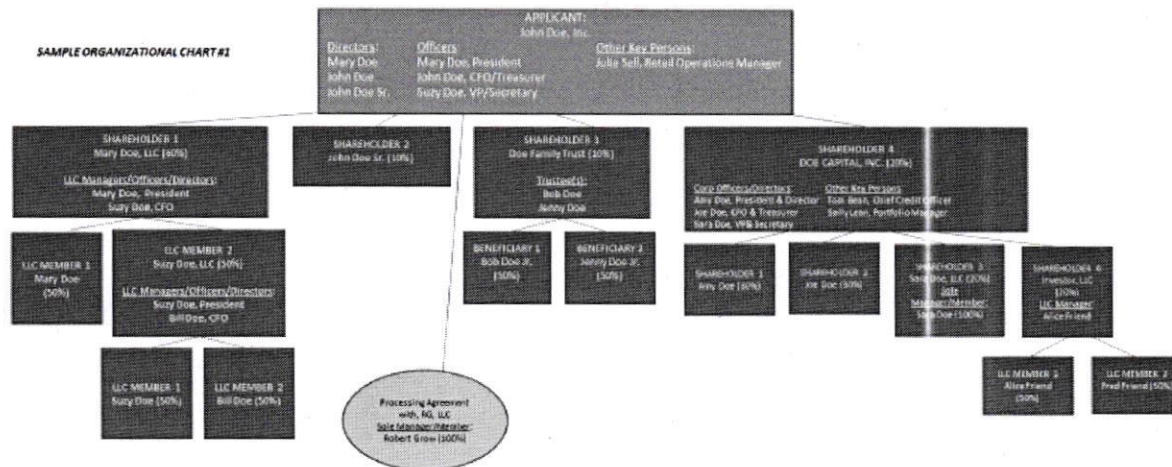 SAMPLE ORGANIZATIONAL CHART #1
APPLICANT:
John Doe, Inc.
Directors:
Mary Doe
John Doe
John Doe Sr.
Officers
Mary Doe, President
John Doe, CFO/Treasurer
Suzy Doe, VP/Secretary
Other Key Persons:
Julie Sell, Retail Operations Manager
SHAREHOLDER 1
Mary Doe, LLC (60%)
LLC Managers/Officers/Directors:
Mary Doe, President
Suzy Doe, CFO
SHAREHOLDER 2
John Doe Sr. (10%)
SHAREHOLDER 3
Doe Family Trust (10%)
Trustee(s):
Bob Doe
Jenny Doe
SHAREHOLDER 4
DOE CAPITAL, INC. (20%)
Corp Officers/Directors:
Amy Doe, President & Director
Joe Doe, CFO & Treasurer
Sara Doe, VP& Secretary
Other Key Persons
Tom Bean, Chief Credit Officer
Sally Lean, Portfolio Manager
LLC MEMBER 1
Mary Doe
(50%)
LLC MEMBER 2
Suzy Doe, LLC (50%)
LLC Managers/Officers/Directors:
Suzy Doe, President
Bill Doe, CFO
BENEFICIARY 1
Bob Doe Jr.
(50%)
BENEFICIARY 2
Jenny Doe Jr.
(50%)
SHAREHOLDER 1
Amy Doe
SHAREHOLDER 2
Joe Doe (30%)
SHAREHOLDER 3
Sara Doe, LLC (20%)
Sole
Manager/Member:
Sara Doe (100%)
SHAREHOLDER 4
Investor, LLC
(20%)
LLC Manager
Alice Friend
LLC MEMBER 1
Suzy Doe (50%)
LLC MEMBER 2
Bill Doe (50%)
Processing Agreement
with, RG, LLC
Sole Manager/Member:
Robert Grow (100%)
LLC MEMBER 1
Alice Friend
(50%)
LLC MEMBER 2
Fred Friend (50%)